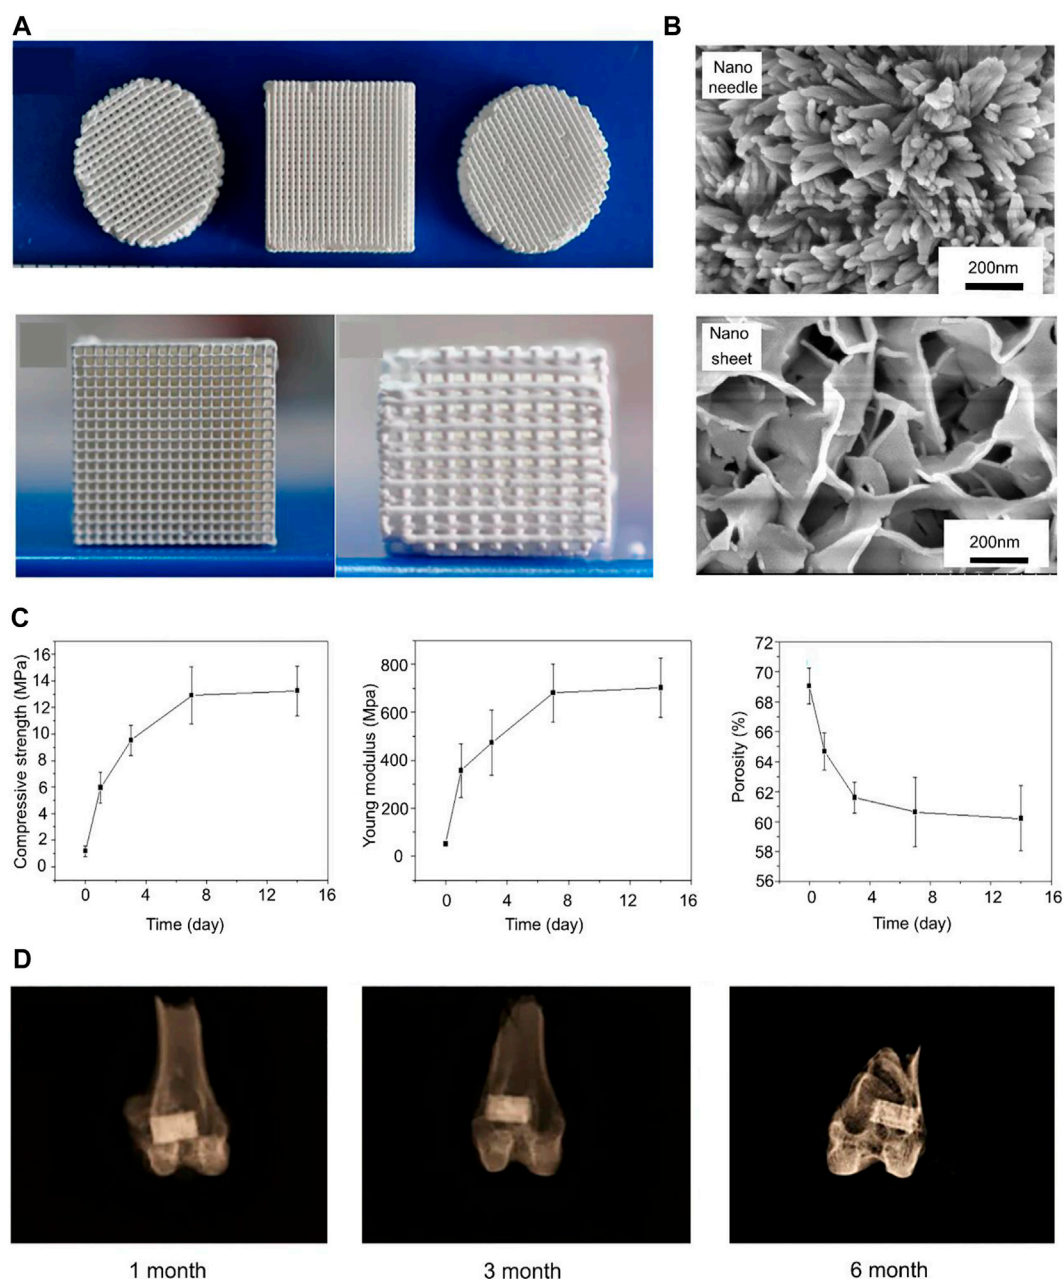 A
B
Nano
needle
200nm
Nano
sheet
200nm
C
Compressive strength (MPa)
16
14
12
10
8
6
4
2
0
0 4 8 12 16
Time (day)
Young modulus (Mpa)
800
600
400
200
0
0 4 8 12 16
Time (day)
Porosity (%)
72
70
68
66
64
62
60
58
56
0 4 8 12 16
Time (day)
D
1 month
3 month
6 month